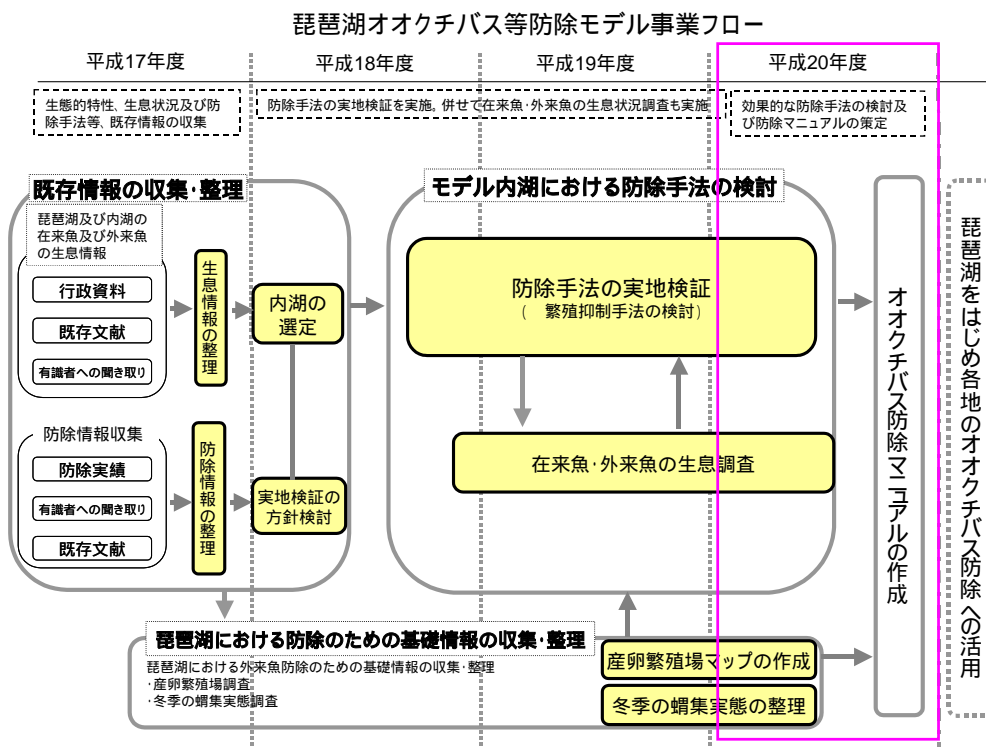 琵琶湖オオクチバス等防除モデル事業フロー
平成17年度
平成18年度
平成19年度
平成20年度
生態的特性、生息状況及び防
除手法等、既存情報の収集
防除手法の実地検証を実施。併せて在来魚・外来魚の生息状況調査も実施
効果的な防除手法の検討及
び防除マニュアルの策定
既存情報の収集・整理
琵琶湖及び内湖の
在来魚及び外来魚
の生息情報
行政資料
既存文献
有識者への聞き取り
生息情報の整理
内湖の
選定
防除情報収集
防除実績
有識者への聞き取り
既存文献
防除情報の整理
実地検証の
方針検討
モデル内湖における防除手法の検討
防除手法の実地検証
( 繁殖抑制手法の検討)
在来魚・外来魚の生息調査
琵琶湖における防除のための基礎情報の収集・整理
琵琶湖における外来魚防除のための基礎情報の収集・整理
・産卵繁殖場調査
・冬季の蝟集実態調査
産卵繁殖場マップの作成
冬季の蝟集実態の整理
オオクチバス防除マニュアルの作成
琵琶湖をはじめ各地のオオクチバス防除への活用